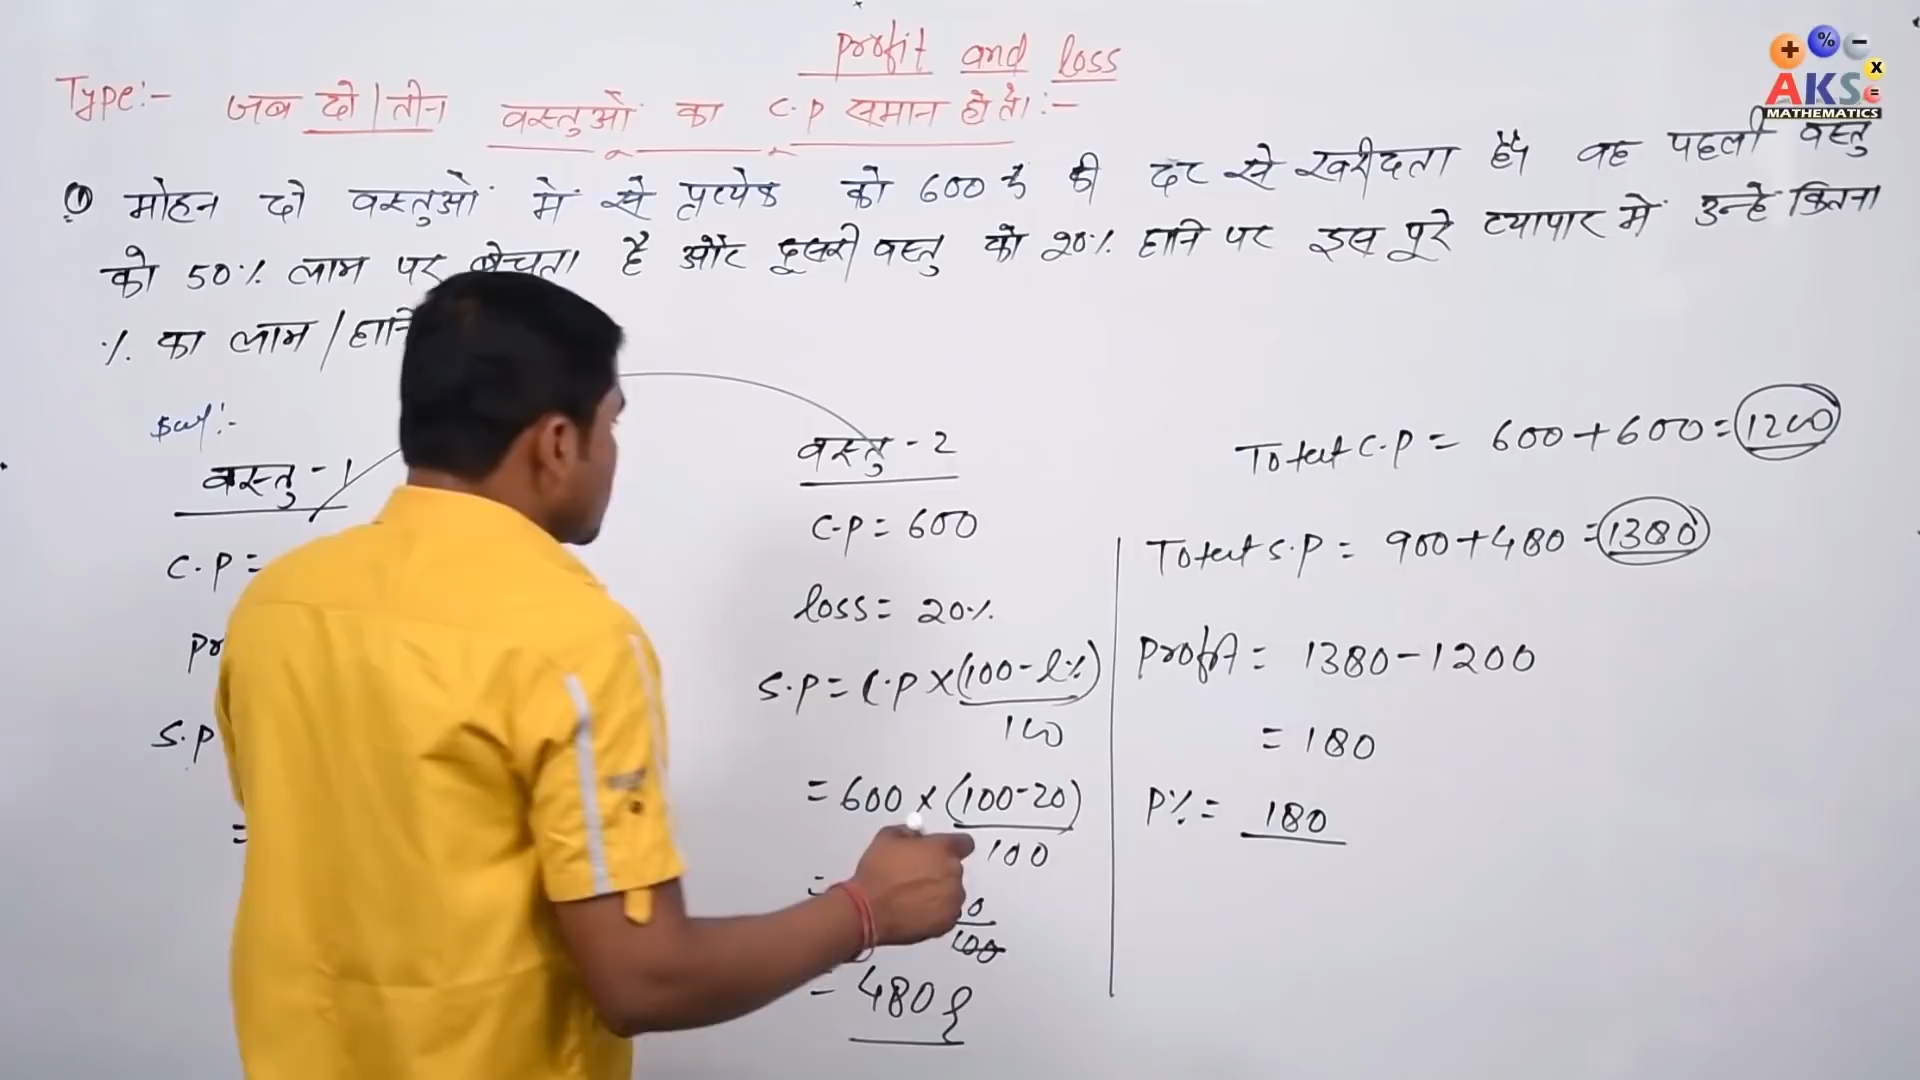 profit and loss
Type:- जब दो/तीन वस्तुओं का C.P समान होते :-
Q मोहन दो वस्तुओं में से प्रत्येक को 600 ₹ की दर से खरीदता है। वह पहली वस्तु
को 50% लाभ पर बेचता है और दूसरी वस्तु को 20% हानि पर इस पूरे व्यापार में उन्हे कितना
% का लाभ/हानि
वस्तु-1
C.P =
Pr
S.P
=
वस्तु-2
C.P = 600
loss = 20%
S.P = C.P × (100-l%)
100
= 600 × (100-20)
100
=
100
= 480 ₹
Total C.P = 600+600 = 1200
Total S.P = 900+480 = 1380
Profit = 1380-1200
= 180
P% = 180
+ % - x =
AKS
MATHEMATICS